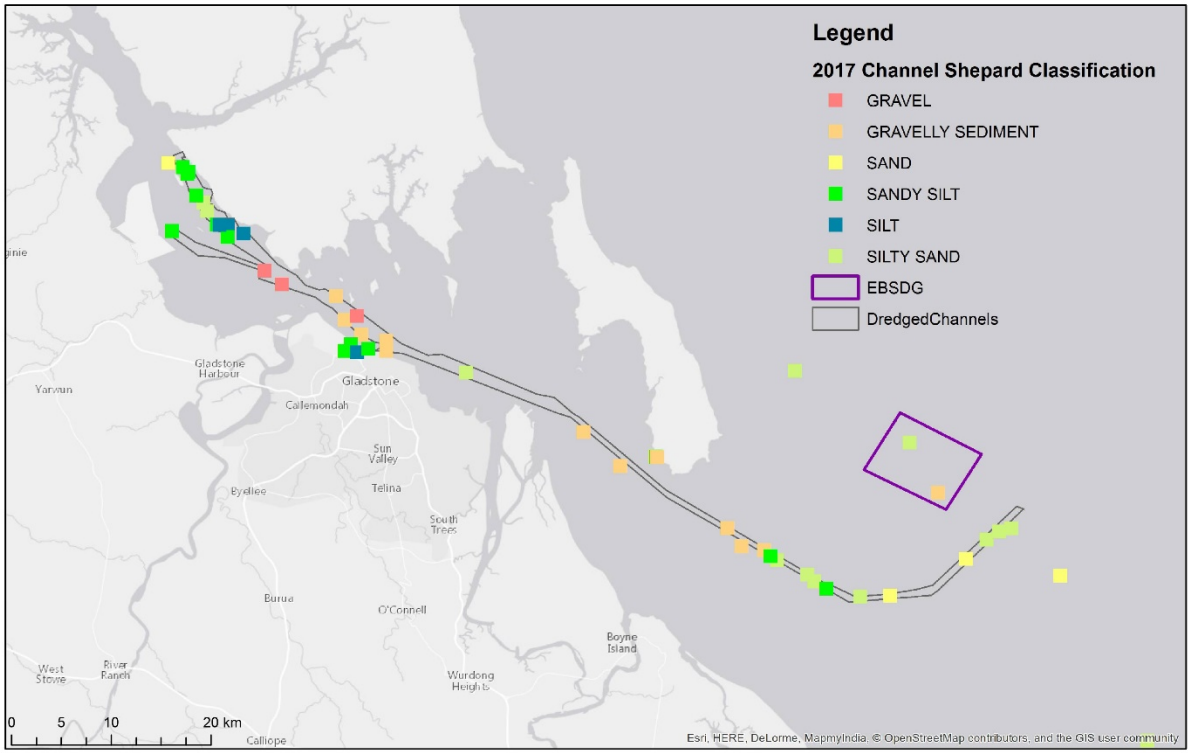 Legend
2017 Channel Shepard Classification
GRAVEL
GRAVELLY SEDIMENT
SAND
SANDY SILT
SILT
SILTY SAND
EBSDG
DredgedChannels
ginie
Yarwun
Gladstone
Harbour
Gladstone
Callemondah
Sun
Valley
Byellee
Telina
South
Trees
Burua
O'Connell
Boyne
Island
West
Stowe
River
Ranch
Wurdong
Heights
Calliope
0 5 10 20 km
Esri, HERE, DeLorme, MapmyIndia, © OpenStreetMap contributors, and the GIS user community